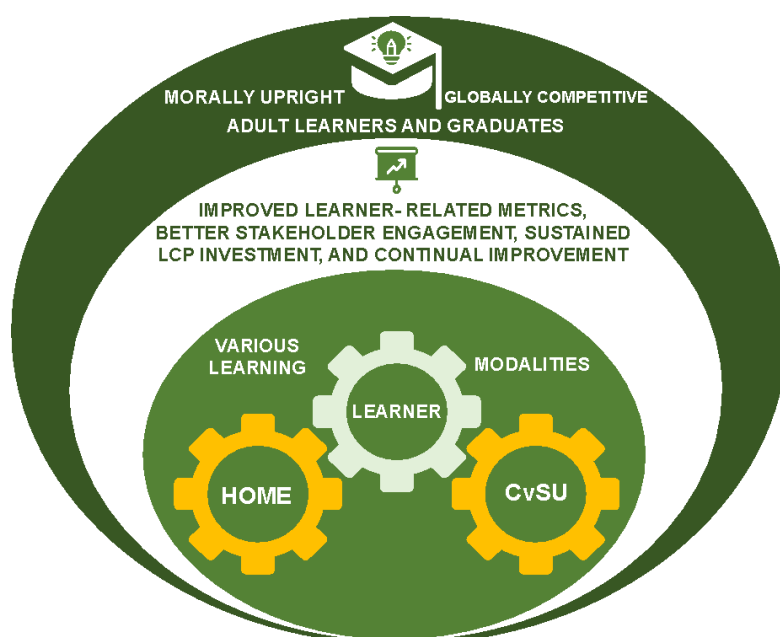 MORALLY UPRIGHT
GLOBALLY COMPETITIVE
ADULT LEARNERS AND GRADUATES
IMPROVED LEARNER- RELATED METRICS,
BETTER STAKEHOLDER ENGAGEMENT, SUSTAINED
LCP INVESTMENT, AND CONTINUAL IMPROVEMENT
VARIOUS
LEARNING
MODALITIES
LEARNER
HOME
CvSU